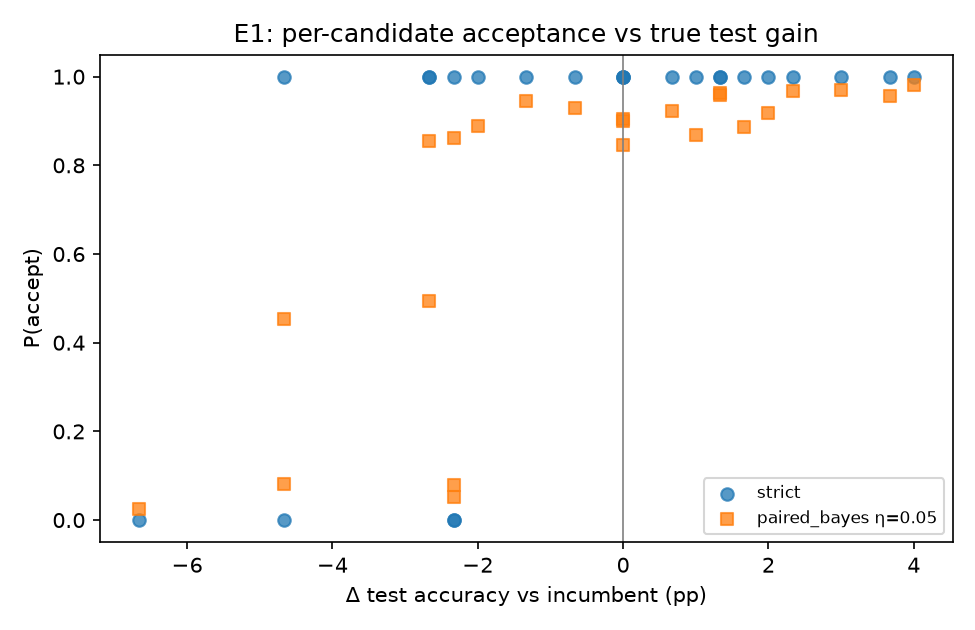 E1: per-candidate acceptance vs true test gain
P(accept)
1.0
0.8
0.6
0.4
0.2
0.0
strict
paired_bayes η=0.05
−6
−4
−2
0
2
4
Δ test accuracy vs incumbent (pp)